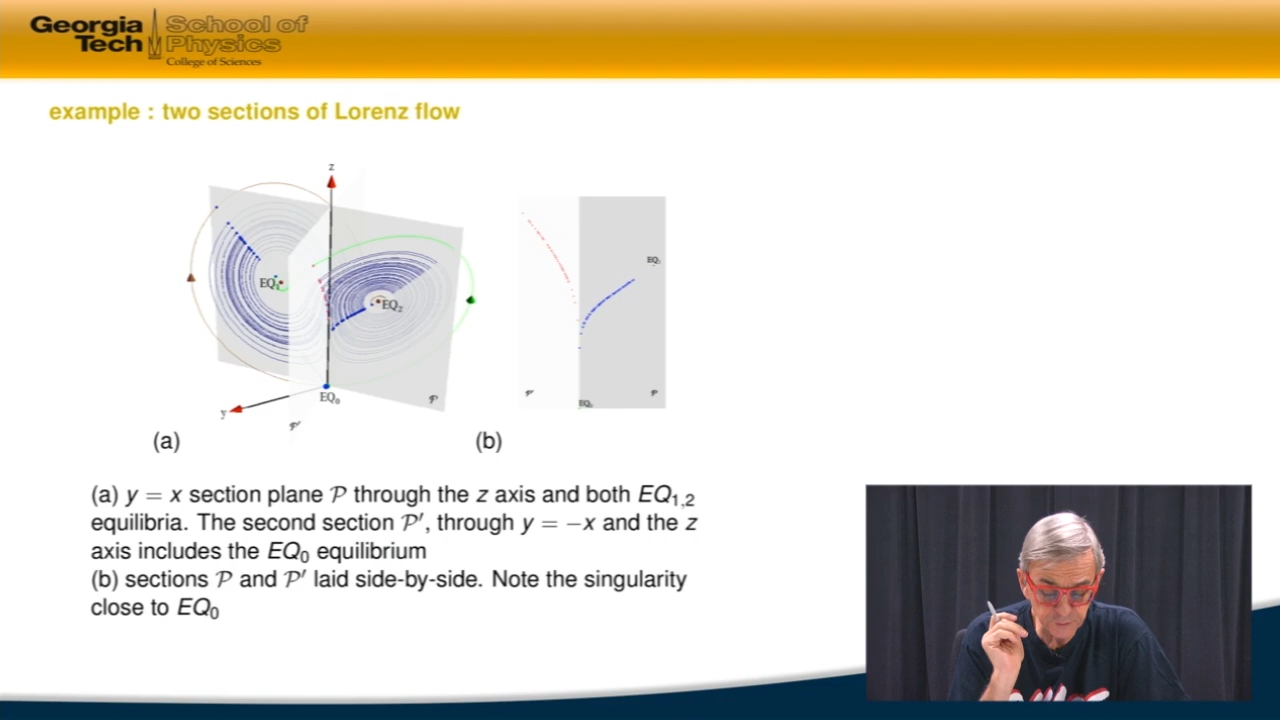 Georgia Tech
School of Physics
College of Sciences
example : two sections of Lorenz flow
z
EQ₁
EQ₂
EQ₀
y
𝒫
𝒫′
(a)
EQ₀
𝒫′
𝒫
(b)
(a) y = x section plane 𝒫 through the z axis and both EQ₁,₂
equilibria. The second section 𝒫′, through y = −x and the z
axis includes the EQ₀ equilibrium
(b) sections 𝒫 and 𝒫′ laid side-by-side. Note the singularity
close to EQ₀